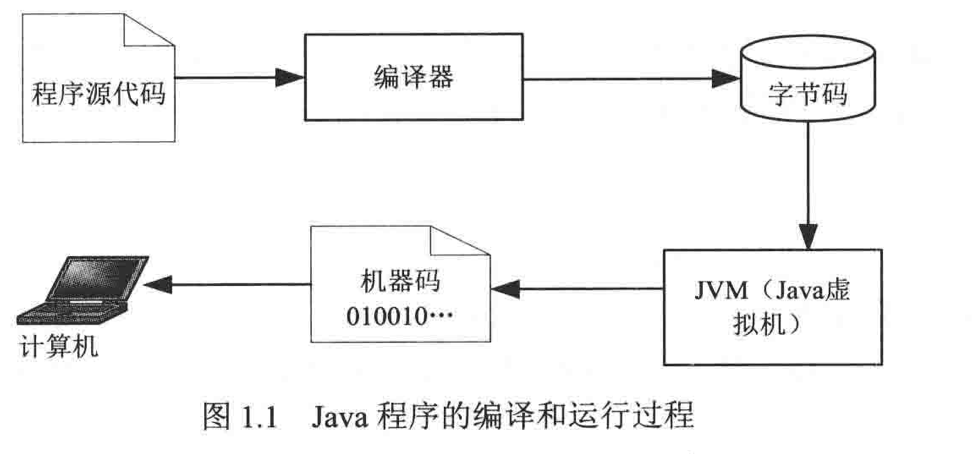 程序源代码
编译器
字节码
JVM（Java虚
拟机）
机器码
010010…
计算机
图 1.1 Java 程序的编译和运行过程